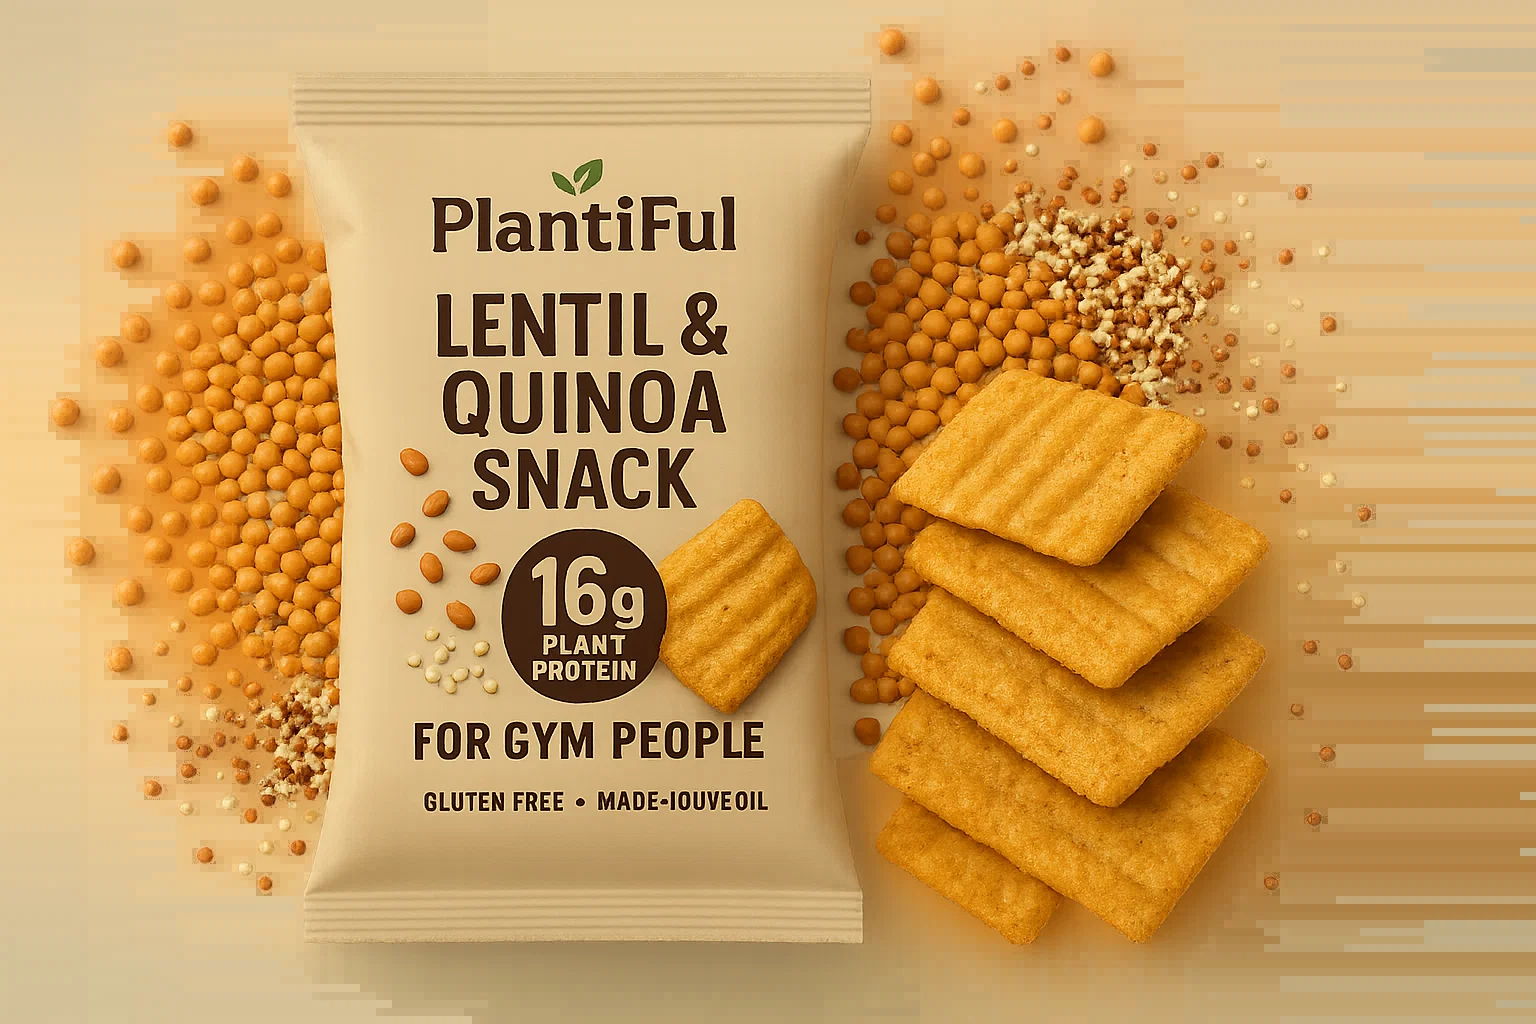 PlantiFul
LENTIL &
QUINOA
SNACK
16g
PLANT
PROTEIN
FOR GYM PEOPLE
GLUTEN FREE • MADE-IOUVEOIL